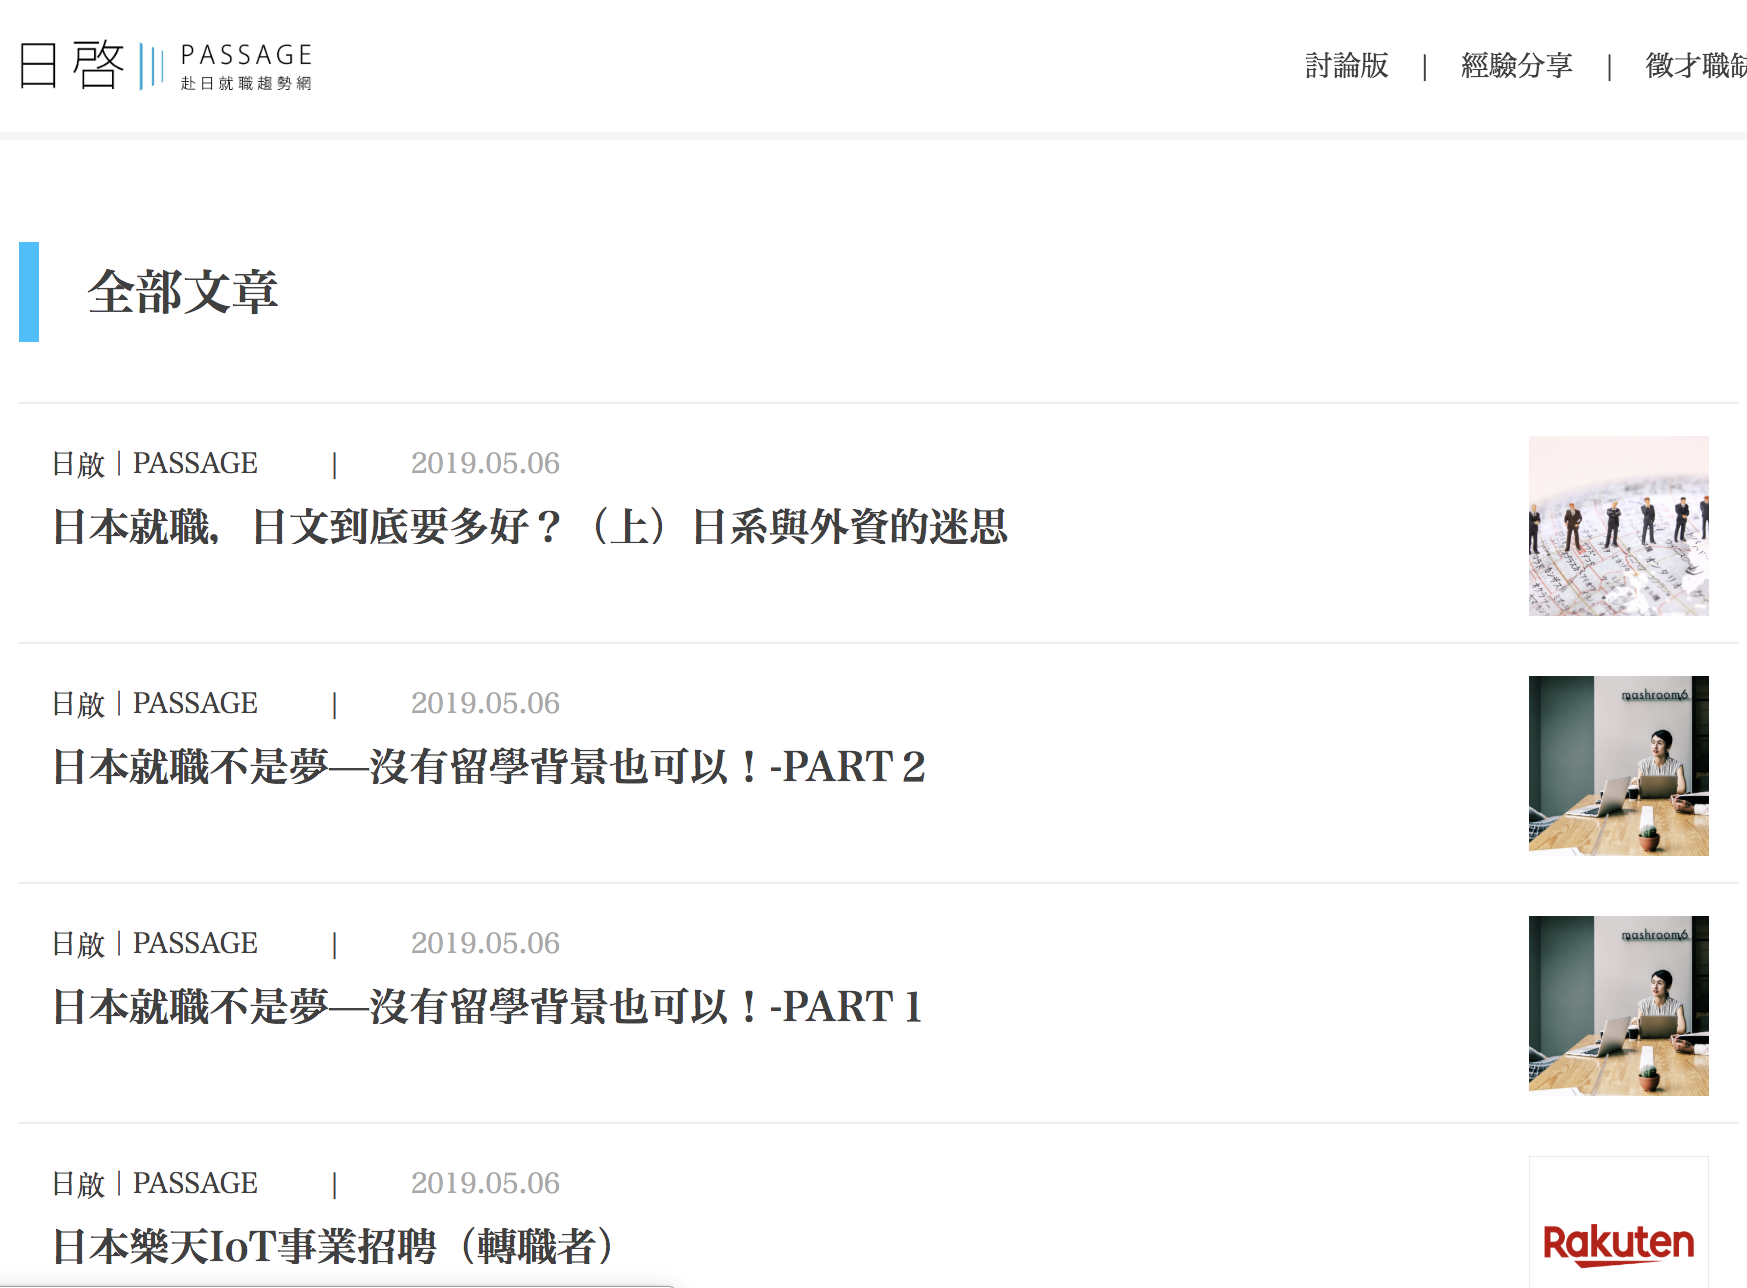 日啓 PASSAGE
赴日就職趨勢網
討論版 | 經驗分享 | 徵才職缺
全部文章
日啟｜PASSAGE | 2019.05.06
日本就職，日文到底要多好？（上）日系與外資的迷思
日啟｜PASSAGE | 2019.05.06
日本就職不是夢—沒有留學背景也可以！-PART 2
mashroom6
日啟｜PASSAGE | 2019.05.06
日本就職不是夢—沒有留學背景也可以！-PART 1
mashroom6
日啟｜PASSAGE | 2019.05.06
日本樂天IoT事業招聘（轉職者）
Rakuten